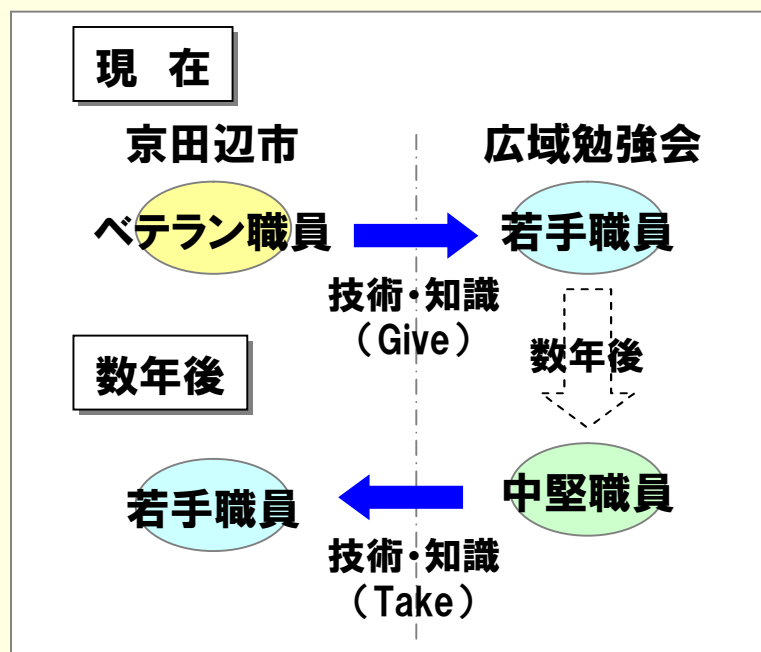 現 在
京田辺市
広域勉強会
ベテラン職員
若手職員
技術・知識
（Give）
数年後
数年後
若手職員
中堅職員
技術・知識
（Take）